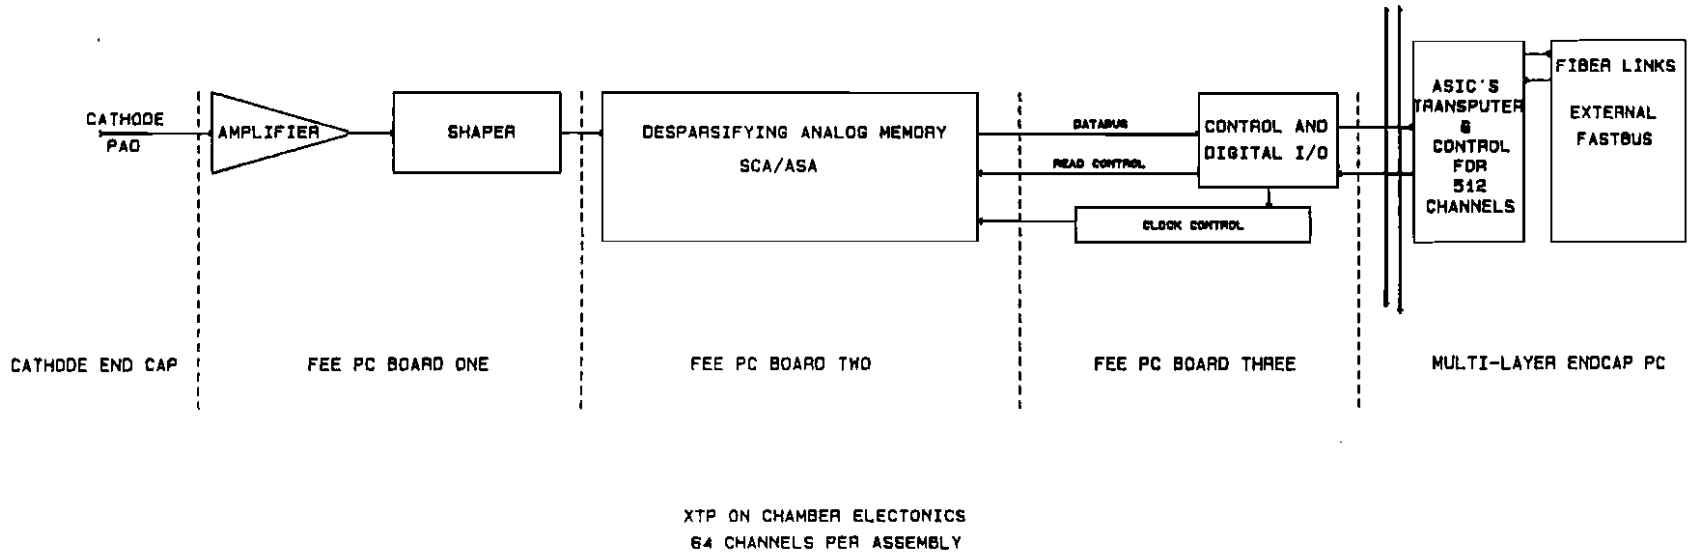 CATHODE
PAD
AMPLIFIER
SHAPER
DESPARSIFYING ANALOG MEMORY
SCA/ASA
DATABUS
READ CONTROL
CONTROL AND
DIGITAL I/O
CLOCK CONTROL
ASIC'S
TRANSPUTER
&
CONTROL
FOR
512
CHANNELS
FIBER LINKS
EXTERNAL
FASTBUS
CATHODE END CAP
FEE PC BOARD ONE
FEE PC BOARD TWO
FEE PC BOARD THREE
MULTI-LAYER ENDCAP PC
XTP ON CHAMBER ELECTONICS
64 CHANNELS PER ASSEMBLY